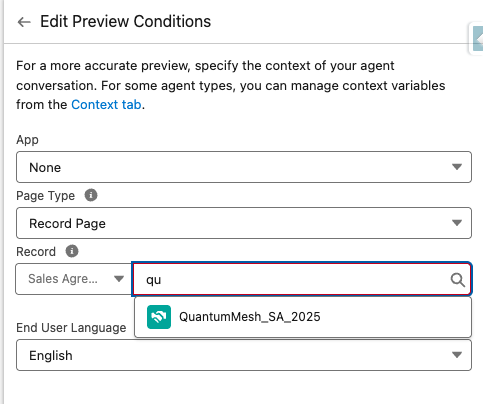 Edit Preview Conditions
For a more accurate preview, specify the context of your agent
conversation. For some agent types, you can manage context variables
from the Context tab.
App
None
Page Type
Record Page
Record
Sales Agre...
qu
QuantumMesh_SA_2025
End User Language
English